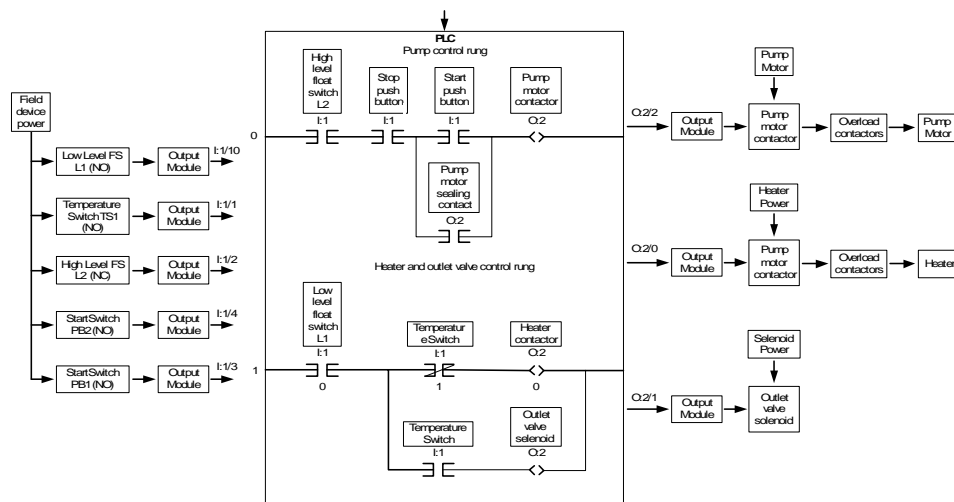 PLC
Pump control rung
High
level
float
switch
L2
I:1
Stop
push
button
I:1
Start
push
button
I:1
Pump
motor
contactor
O:2
0
Pump
motor
sealing
contact
O:2
Heater and outlet valve control rung
Low
level
float
switch
L1
I:1
0
1
Temperatur
e Switch
I:1
1
Heater
contactor
O:2
0
Temperature
Switch
I:1
Outlet
valve
selenoid
O:2
Field
device
power
Low Level FS
L1 (NO)
Output
Module
I:1/10
Temperature
Switch TS1
(NO)
Output
Module
I:1/1
High Level FS
L2 (NC)
Output
Module
I:1/2
Start Switch
PB2 (NO)
Output
Module
I:1/4
Start Switch
PB1 (NO)
Output
Module
I:1/3
O:2/2
Output
Module
Pump
Motor
Pump
motor
contactor
Overload
contactors
Pump
Motor
Heater
Power
O:2/0
Output
Module
Pump
motor
contactor
Overload
contactors
Heater
Selenoid
Power
O:2/1
Output
Module
Outlet
valve
solenoid